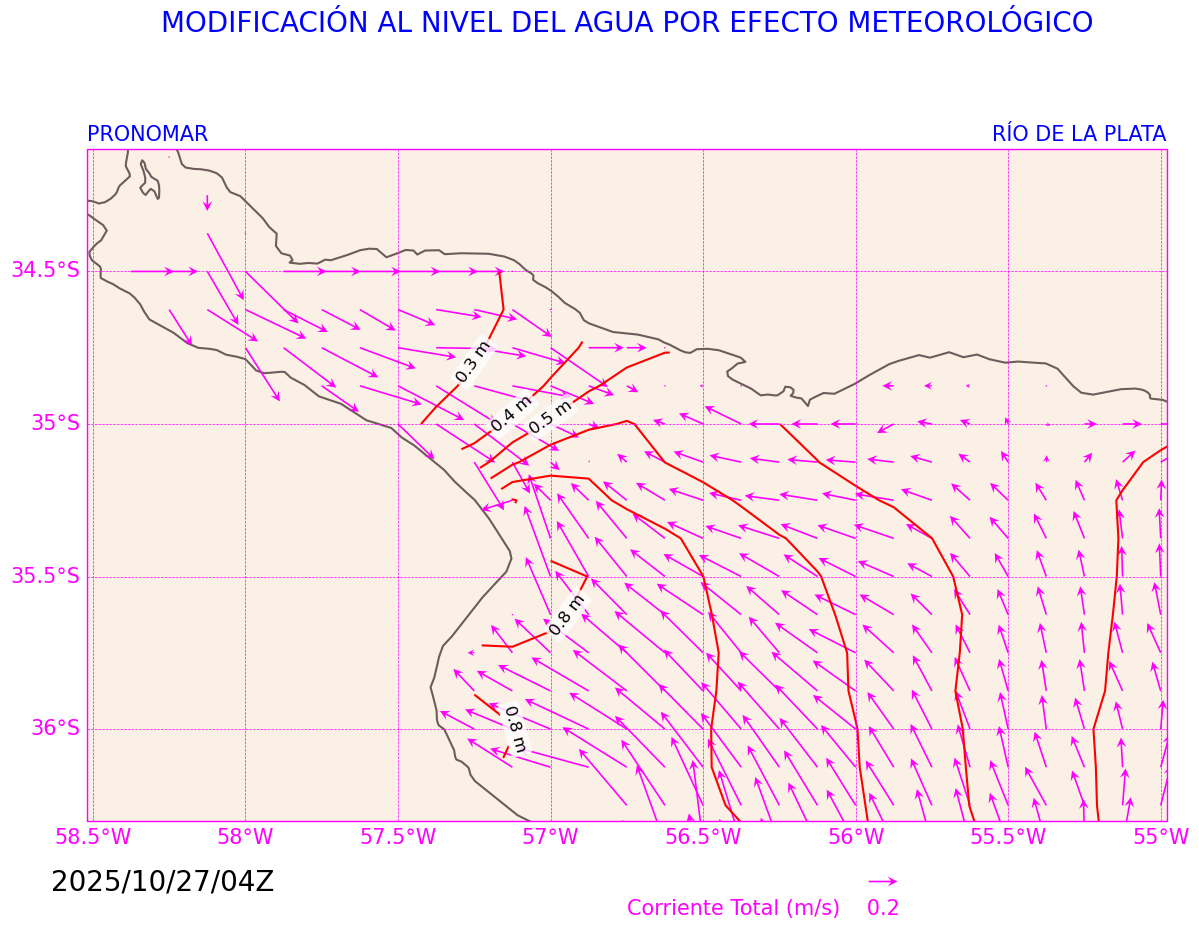 MODIFICACIÓN AL NIVEL DEL AGUA POR EFECTO METEOROLÓGICO
PRONOMAR
RÍO DE LA PLATA
34.5°S
0.3 m
0.4 m
0.5 m
35°S
35.5°S
0.8 m
0.8 m
36°S
58.5°W
58°W
57.5°W
57°W
56.5°W
56°W
55.5°W
55°W
2025/10/27/04Z
Corriente Total (m/s) 0.2